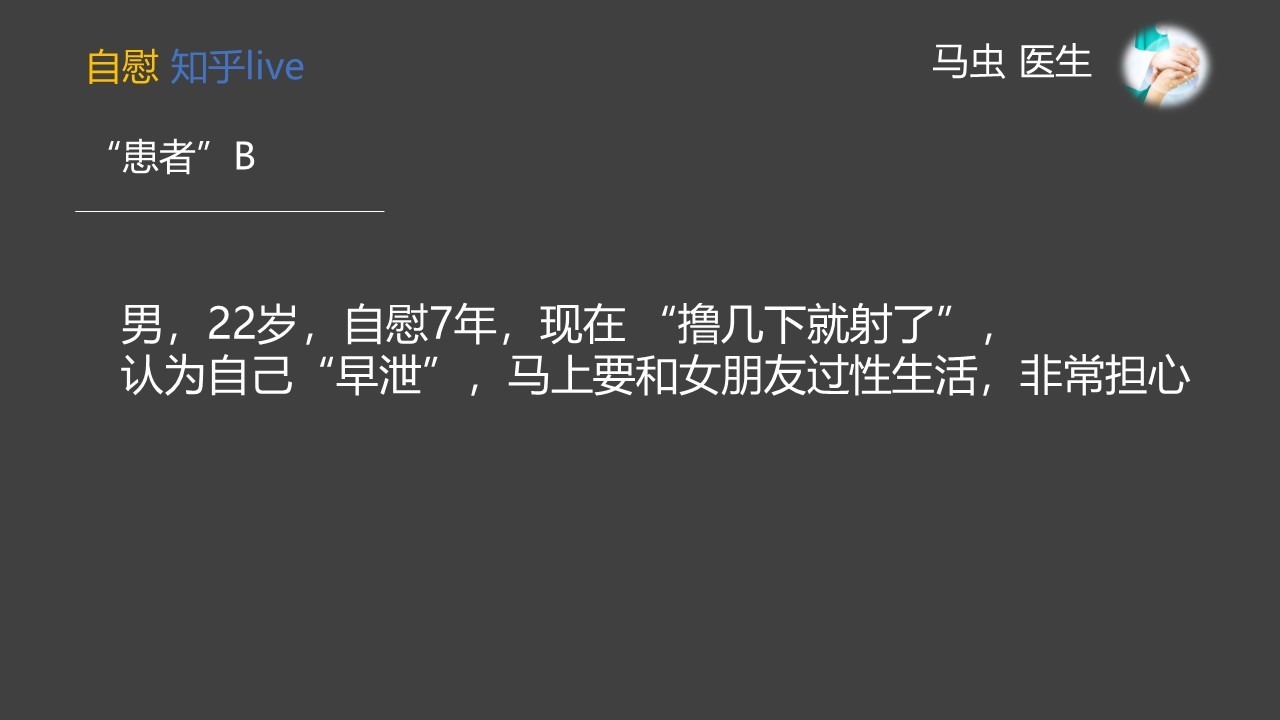 自慰 知乎live
马虫 医生
“患者”B
男，22岁，自慰7年，现在 “撸几下就射了”，
认为自己“早泄”，马上要和女朋友过性生活，非常担心